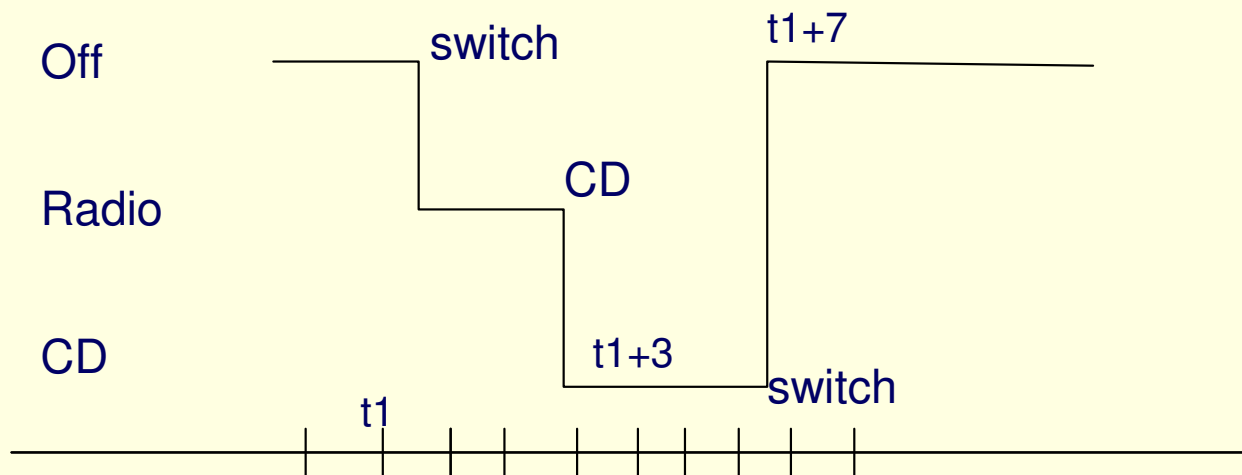 Off
switch
t1+7
Radio
CD
CD
t1+3
switch
t1